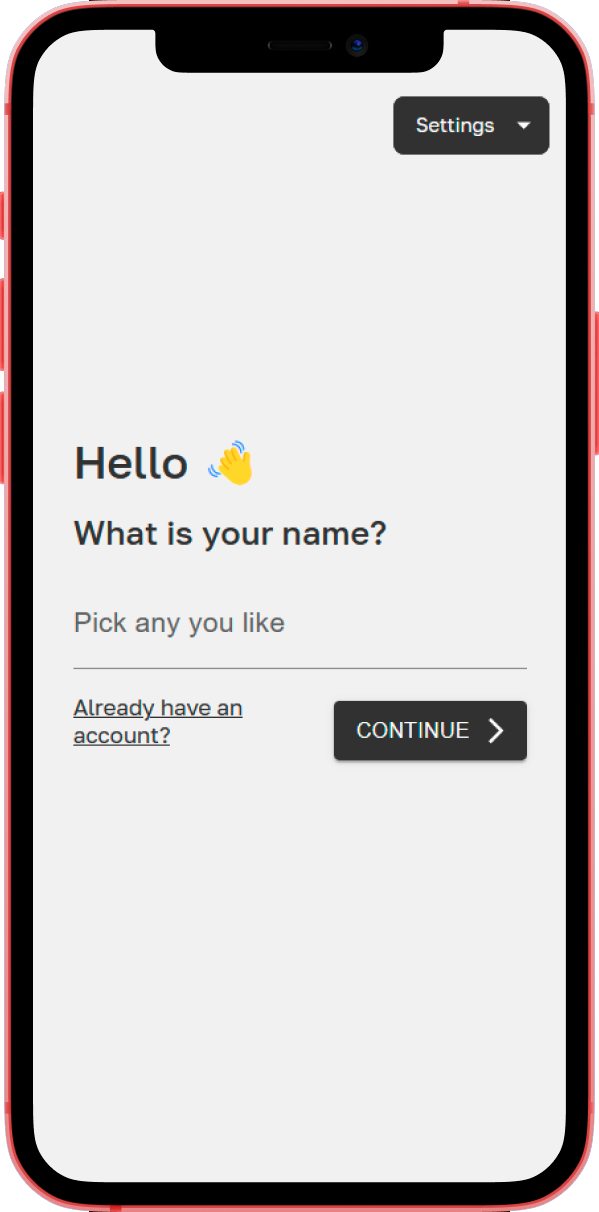 Settings
Hello 👋
What is your name?
Pick any you like
Already have an
account?
CONTINUE